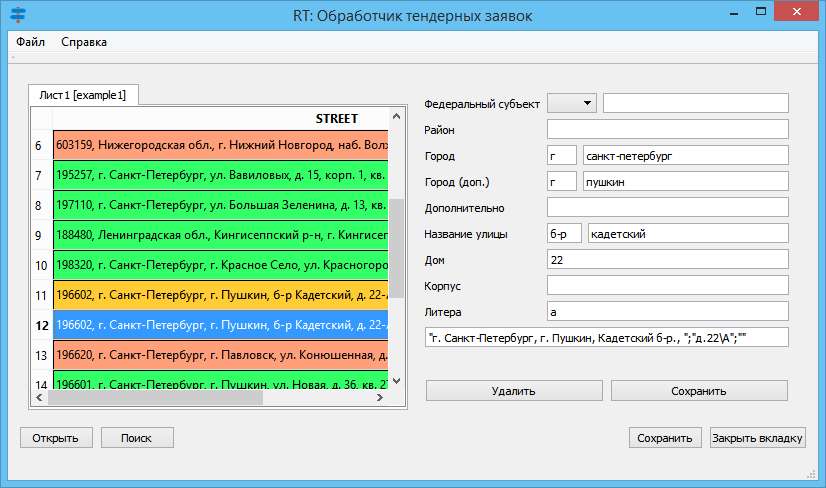 RT: Обработчик тендерных заявок
Файл Справка
Лист1 [example1]
STREET
6 603159, Нижегородская обл., г. Нижний Новгород, наб. Волж
7 195257, г. Санкт-Петербург, ул. Вавиловых, д. 15, корп. 1, кв.
8 197110, г. Санкт-Петербург, ул. Большая Зеленина, д. 13, кв.
9 188480, Ленинградская обл., Кингисеппский р-н, г. Кингисеп
10 198320, г. Санкт-Петербург, г. Красное Село, ул. Красногоро
11 196602, г. Санкт-Петербург, г. Пушкин, б-р Кадетский, д. 22-
12 196602, г. Санкт-Петербург, г. Пушкин, б-р Кадетский, д. 22-
13 196620, г. Санкт-Петербург, г. Павловск, ул. Конюшенная, д.
14 196601, г. Санкт-Петербург, г. Пушкин, ул. Новая, д. 36, кв. 27
Федеральный субъект
Район
Город г санкт-петербург
Город (доп.) г пушкин
Дополнительно
Название улицы б-р кадетский
Дом 22
Корпус
Литера а
"г. Санкт-Петербург, г. Пушкин, Кадетский б-р., ";"д.22\А";""
Удалить Сохранить
Открыть Поиск Сохранить Закрыть вкладку